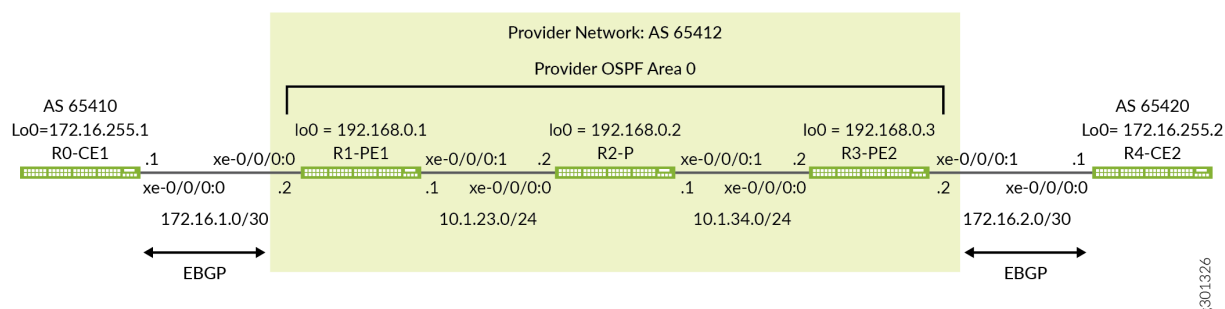 Provider Network: AS 65412
Provider OSPF Area 0
AS 65410
Lo0=172.16.255.1
R0-CE1
lo0 = 192.168.0.1
R1-PE1
lo0 = 192.168.0.2
R2-P
lo0 = 192.168.0.3
R3-PE2
AS 65420
Lo0= 172.16.255.2
R4-CE2
.1
xe-0/0/0:0
xe-0/0/0:1
.2
xe-0/0/0:1
.2
xe-0/0/0:1
.1
xe-0/0/0:0
.2
.1
xe-0/0/0:0
.1
xe-0/0/0:0
.2
xe-0/0/0:0
172.16.1.0/30
10.1.23.0/24
10.1.34.0/24
172.16.2.0/30
EBGP
EBGP
301326